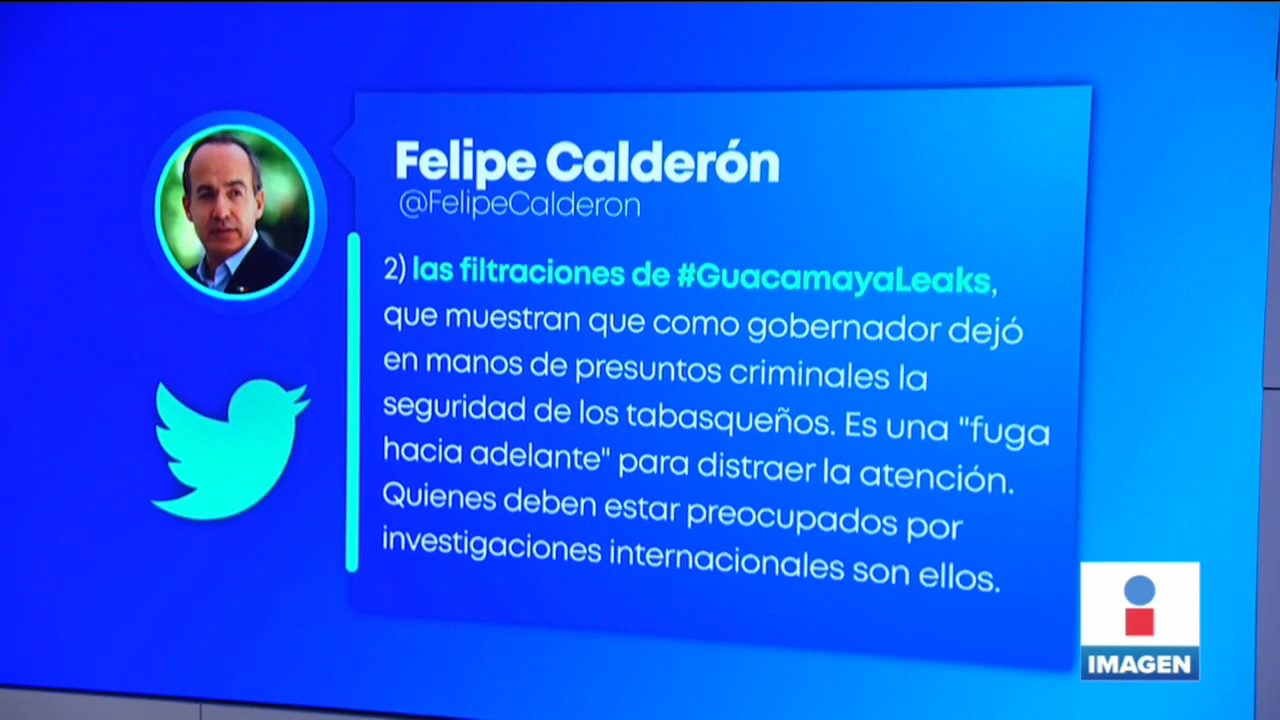 Felipe Calderón
@FelipeCalderon
2) las filtraciones de #GuacamayaLeaks,
que muestran que como gobernador dejó
en manos de presuntos criminales la
seguridad de los tabasqueños. Es una "fuga
hacia adelante" para distraer la atención.
Quienes deben estar preocupados por
investigaciones internacionales son ellos.
IMAGEN